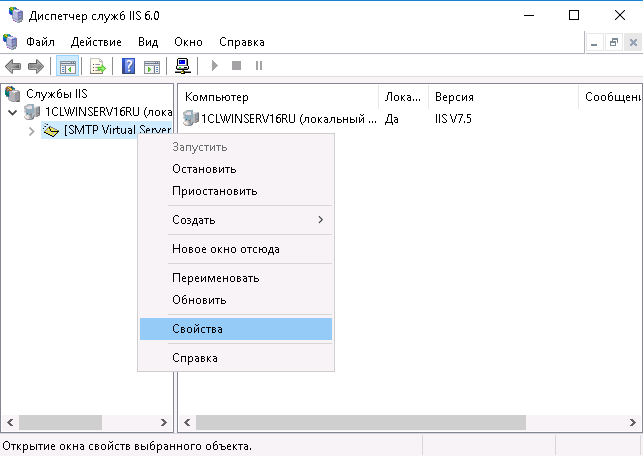 Диспетчер служб IIS 6.0
Файл Действие Вид Окно Справка
Службы IIS
1CLWINSERV16RU (лока
[SMTP Virtual Server
Компьютер Лока... Версия Сообщени
1CLWINSERV16RU (локальный ... Да IIS V7.5
Запустить
Остановить
Приостановить
Создать
Новое окно отсюда
Переименовать
Обновить
Свойства
Справка
Открытие окна свойств выбранного объекта.